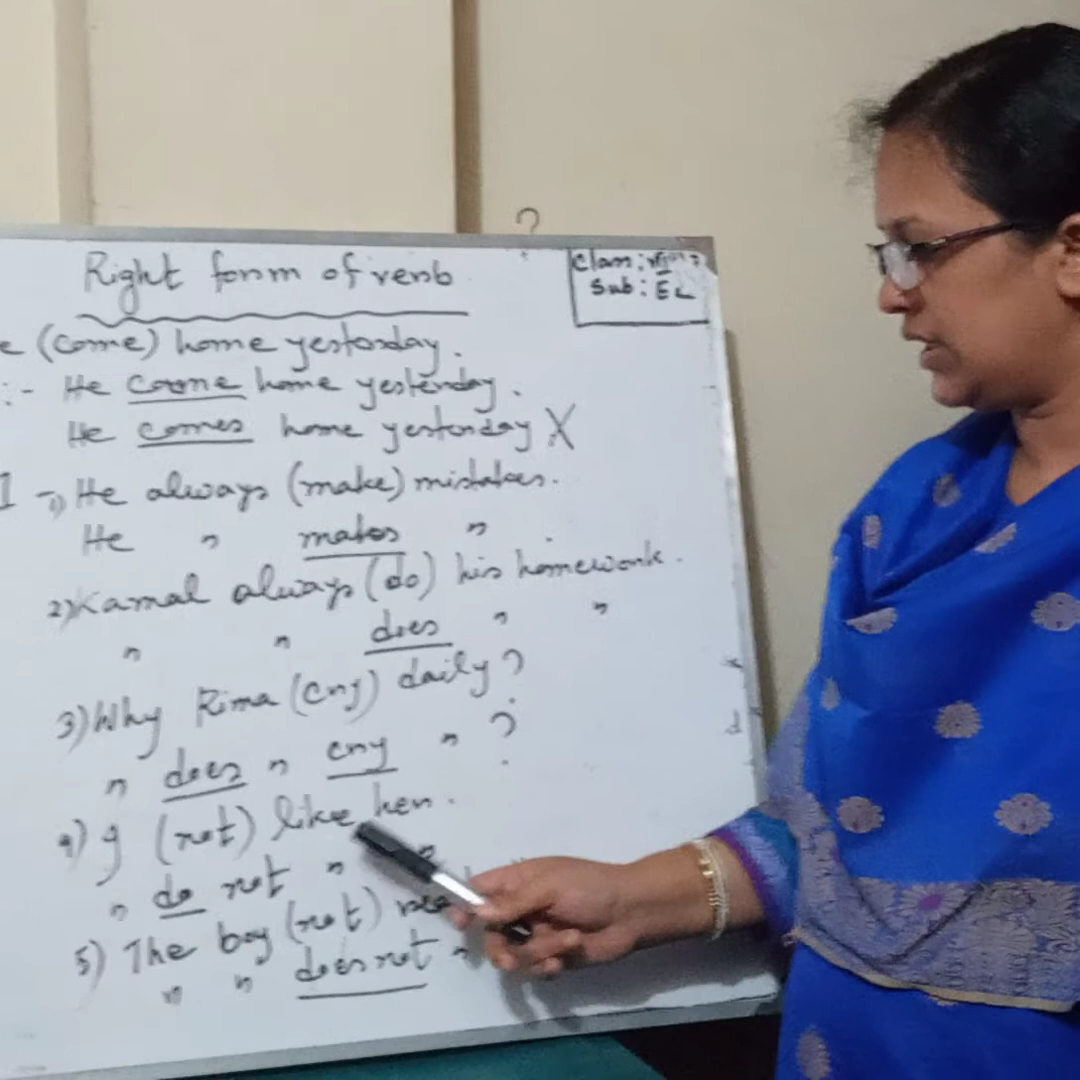 Right form of verb
Class: VIII
Sub: E
e (come) home yesterday.
:- He came home yesterday.
He comes home yesterday X
1) He always (make) mistakes.
He " makes "
2) Kamal always (do) his homework.
" " does " "
3) Why Rima (cry) daily?
" does " cry " ?
4) I (not) like her.
" do not " "
5) The boy (not)
" " does not "